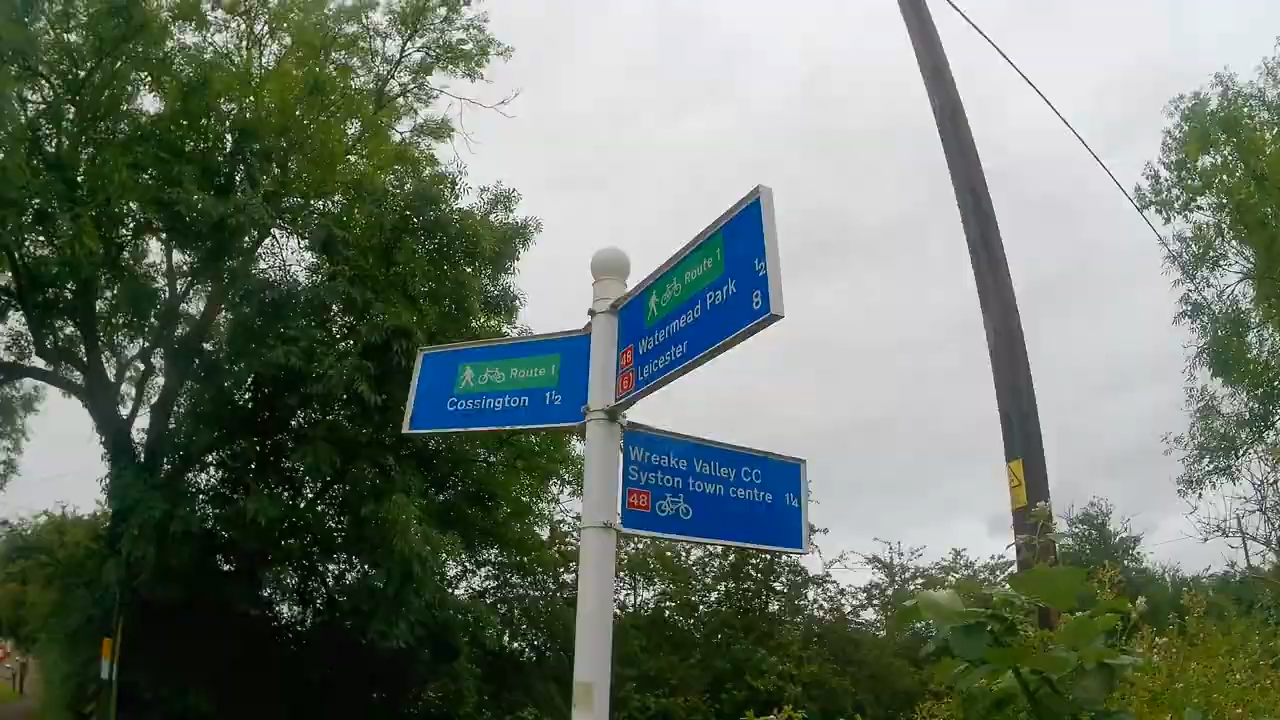 Route 1
Cossington 1½
Route 1
48 Watermead Park ½
(6) Leicester 8
Wreake Valley CC
Syston town centre 1¼
48